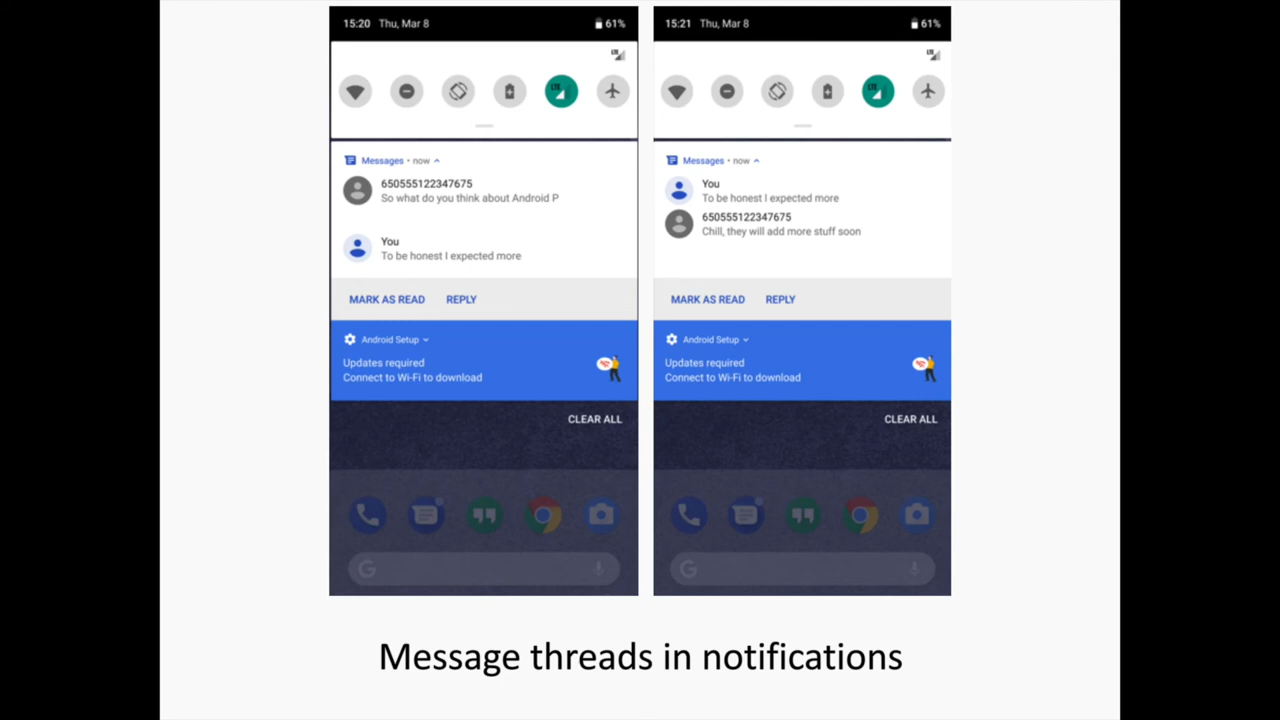 15:20 Thu, Mar 8 61%
LTE
LTE
Messages • now
650555122347675
So what do you think about Android P
You
To be honest I expected more
MARK AS READ REPLY
Android Setup
Updates required
Connect to Wi-Fi to download
CLEAR ALL
G
15:21 Thu, Mar 8 61%
LTE
LTE
Messages • now
You
To be honest I expected more
650555122347675
Chill, they will add more stuff soon
MARK AS READ REPLY
Android Setup
Updates required
Connect to Wi-Fi to download
CLEAR ALL
G
Message threads in notifications